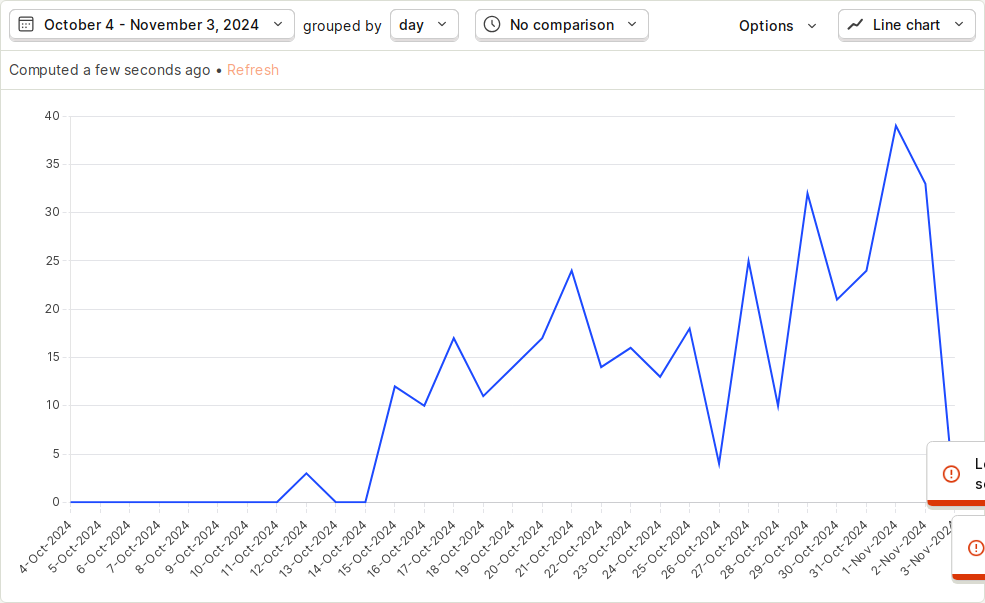 October 4 - November 3, 2024 grouped by day No comparison Options Line chart
Computed a few seconds ago • Refresh
40
35
30
25
20
15
10
5
0
4-Oct-2024
5-Oct-2024
6-Oct-2024
7-Oct-2024
8-Oct-2024
9-Oct-2024
10-Oct-2024
11-Oct-2024
12-Oct-2024
13-Oct-2024
14-Oct-2024
15-Oct-2024
16-Oct-2024
17-Oct-2024
18-Oct-2024
19-Oct-2024
20-Oct-2024
21-Oct-2024
22-Oct-2024
23-Oct-2024
24-Oct-2024
25-Oct-2024
26-Oct-2024
27-Oct-2024
28-Oct-2024
29-Oct-2024
30-Oct-2024
31-Oct-2024
1-Nov-2024
2-Nov-2024